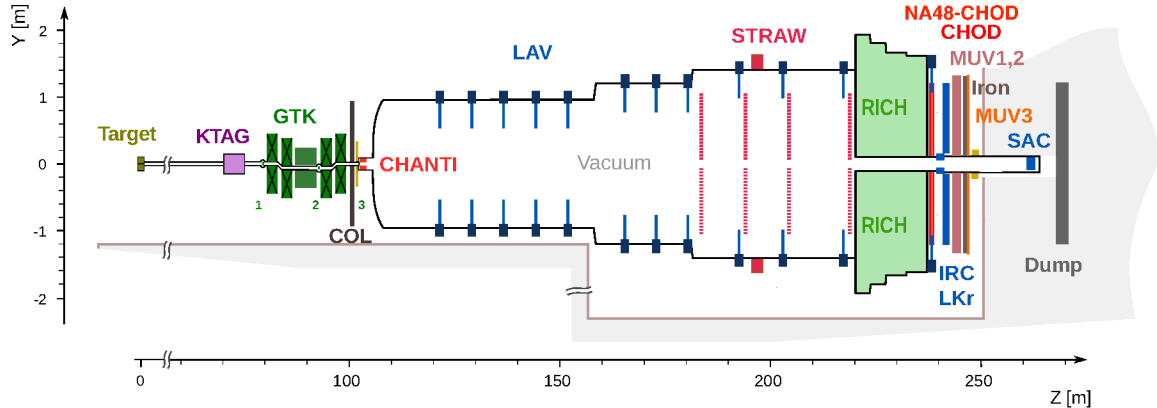 Y [m]
2
1
0
-1
-2
Target
KTAG
GTK
1
2
3
COL
CHANTI
LAV
Vacuum
STRAW
RICH
RICH
NA48-CHOD
CHOD
MUV1,2
Iron
MUV3
SAC
IRC
LKr
Dump
0
100
150
200
250
Z [m]